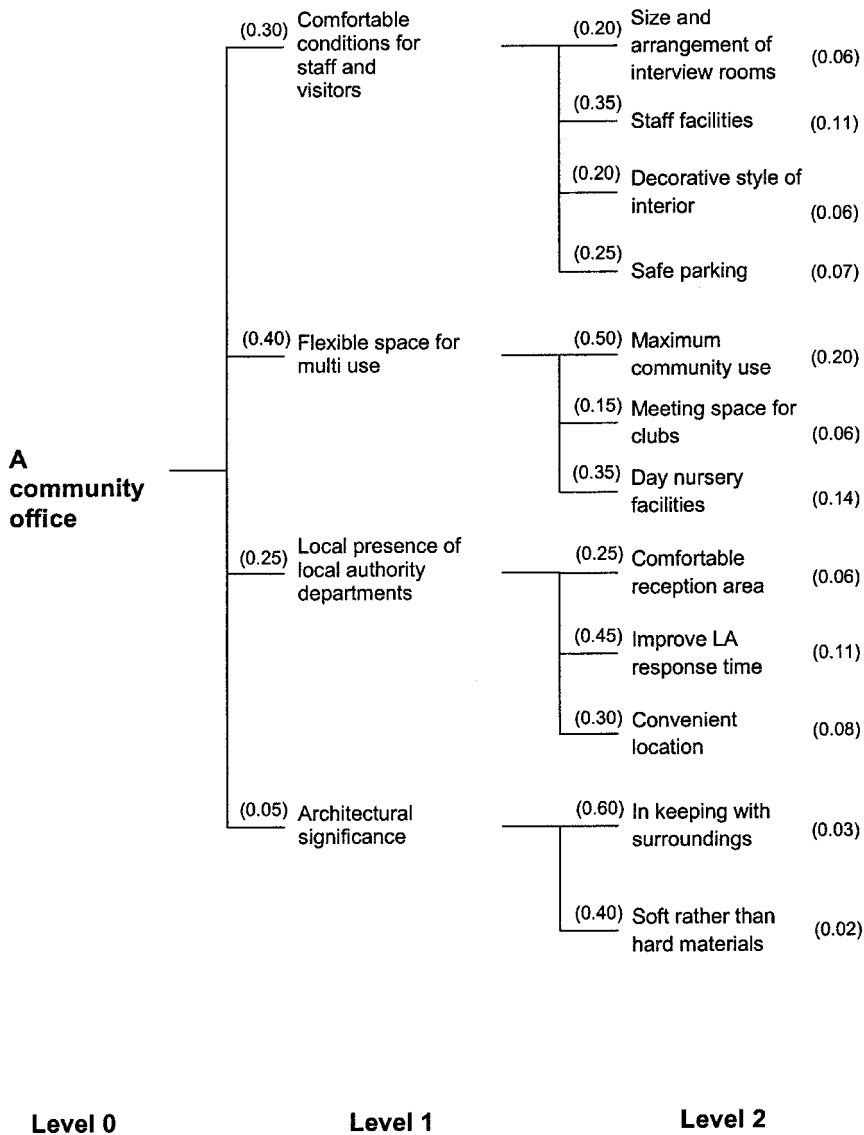 (0.30) Comfortable
conditions for
staff and
visitors
(0.20) Size and
arrangement of
interview rooms (0.06)
(0.35) Staff facilities (0.11)
(0.20) Decorative style of
interior (0.06)
(0.25) Safe parking (0.07)
(0.40) Flexible space for
multi use
(0.50) Maximum
community use (0.20)
(0.15) Meeting space for
clubs (0.06)
(0.35) Day nursery
facilities (0.14)
A
community
office
(0.25) Local presence of
local authority
departments
(0.25) Comfortable
reception area (0.06)
(0.45) Improve LA
response time (0.11)
(0.30) Convenient
location (0.08)
(0.05) Architectural
significance
(0.60) In keeping with
surroundings (0.03)
(0.40) Soft rather than
hard materials (0.02)
Level 0 Level 1 Level 2